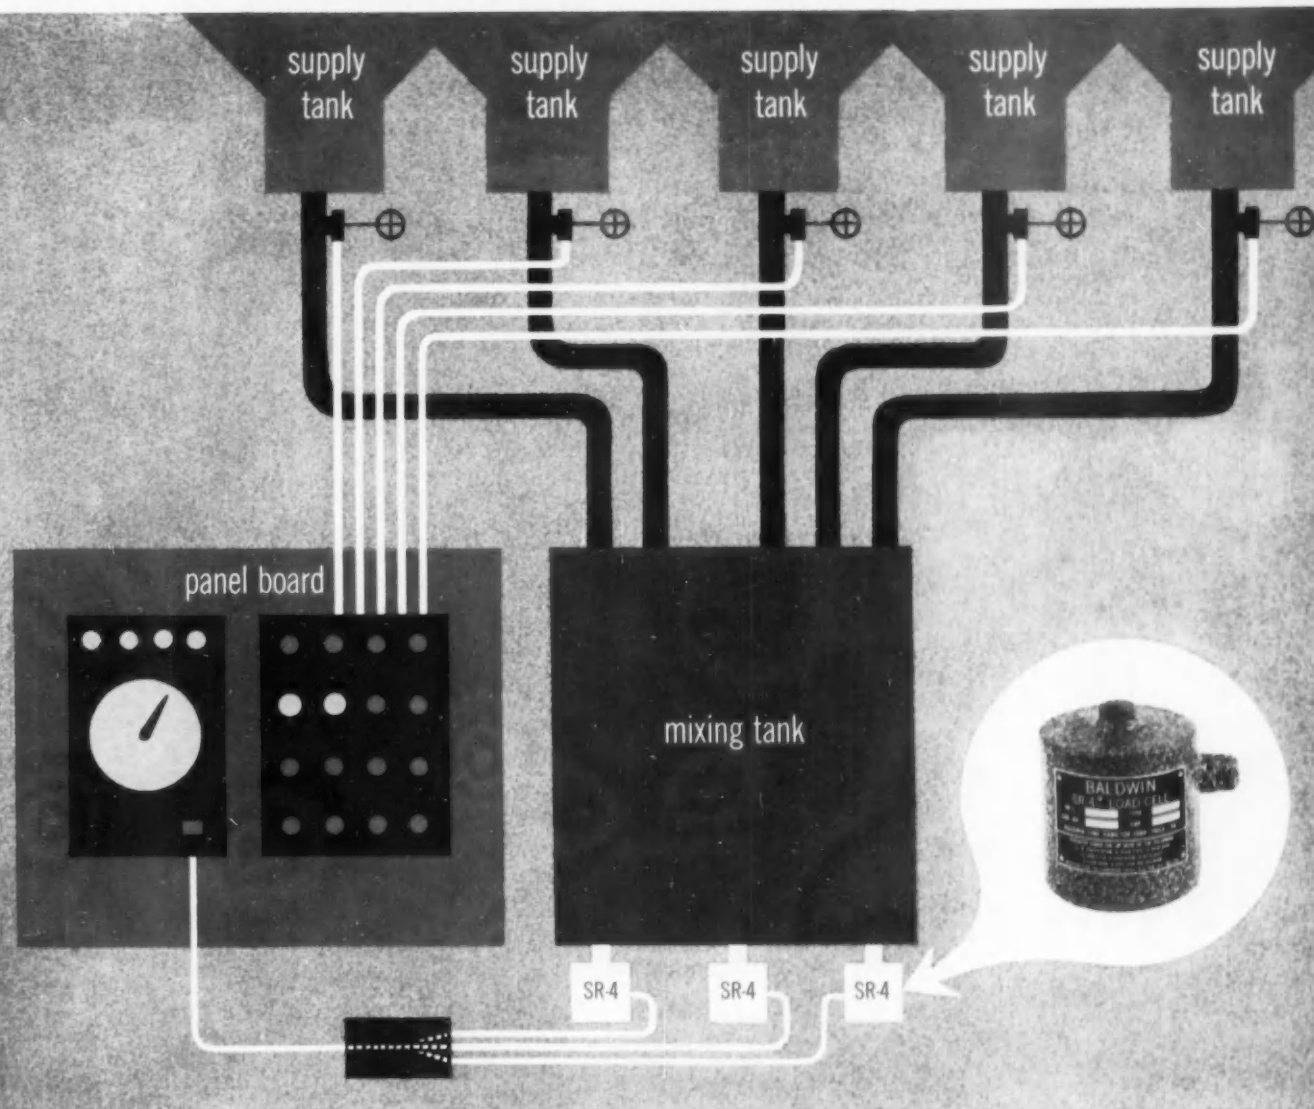 supply
tank
supply
tank
supply
tank
supply
tank
supply
tank
panel board
mixing tank
BALDWIN
SR-4® LOAD CELL
SR-4
SR-4
SR-4